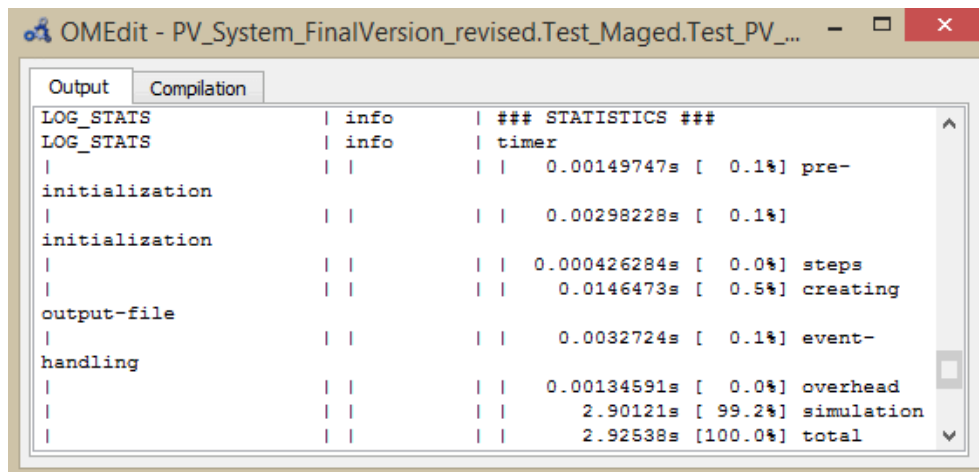 OMEdit - PV_System_FinalVersion_revised.Test_Maged.Test_PV_...
Output Compilation
LOG_STATS | info | ### STATISTICS ###
LOG_STATS | info | timer
| | | | | 0.00149747s [ 0.1%] pre-
initialization
| | | | | 0.00298228s [ 0.1%]
initialization
| | | | | 0.000426284s [ 0.0%] steps
| | | | | 0.0146473s [ 0.5%] creating
output-file
| | | | | 0.0032724s [ 0.1%] event-
handling
| | | | | 0.00134591s [ 0.0%] overhead
| | | | | 2.90121s [ 99.2%] simulation
| | | | | 2.92538s [100.0%] total